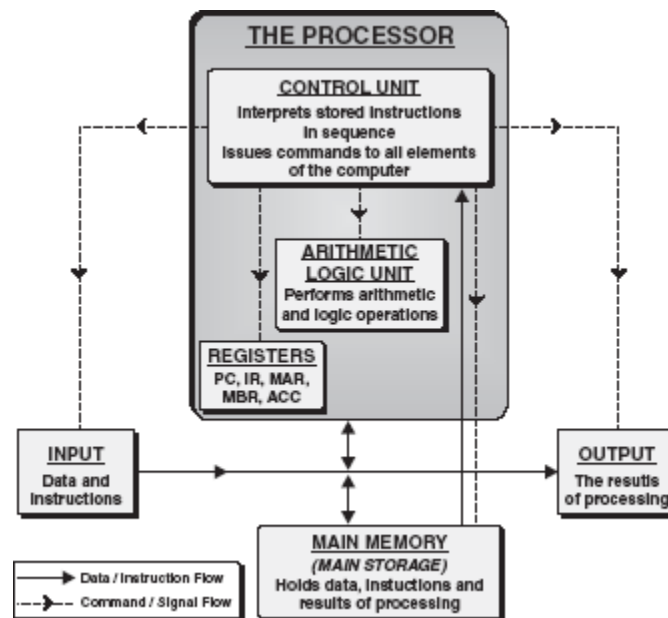 THE PROCESSOR
CONTROL UNIT
Interprets stored instructions
in sequence
Issues commands to all elements
of the computer
ARITHMETIC
LOGIC UNIT
Performs arithmetic
and logic operations
REGISTERS
PC, IR, MAR,
MBR, ACC
INPUT
Data and
Instructions
OUTPUT
The resutls
of processing
MAIN MEMORY
(MAIN STORAGE)
Holds data, instuctions and
results of processing
Data / Instruction Flow
Command / Signal Flow